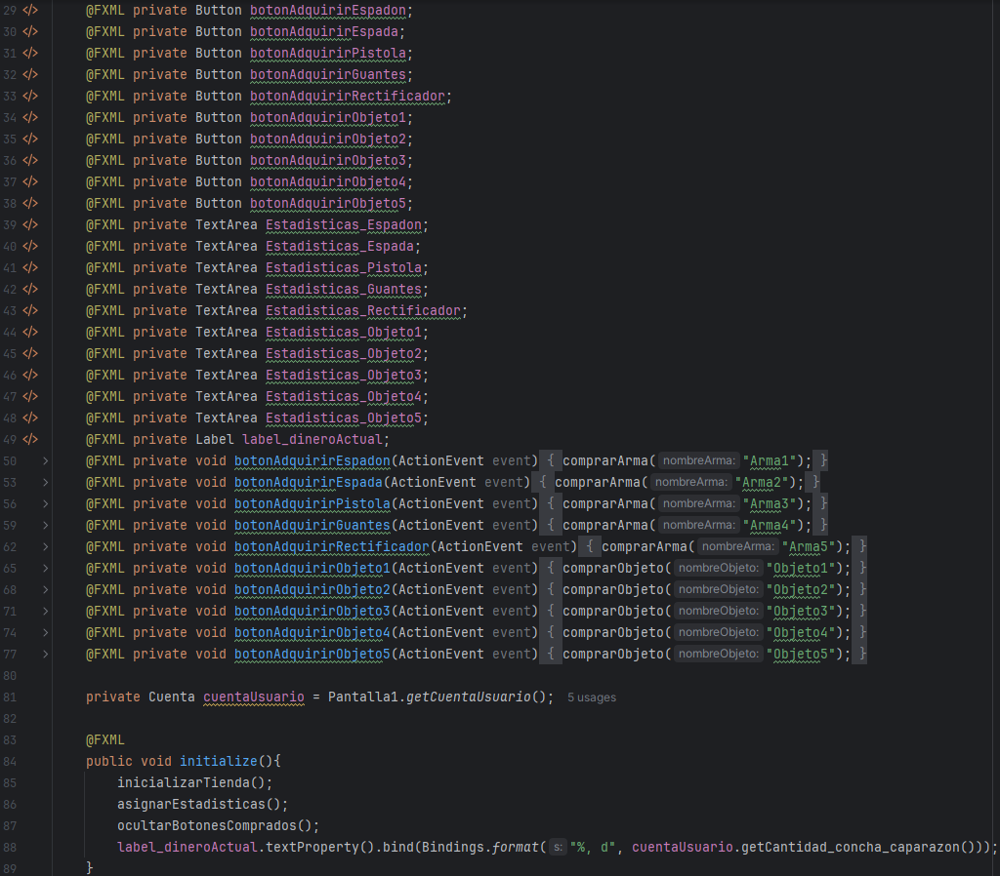 29 </> @FXML private Button botonAdquirirEspadon;
30 </> @FXML private Button botonAdquirirEspada;
31 </> @FXML private Button botonAdquirirPistola;
32 </> @FXML private Button botonAdquirirGuantes;
33 </> @FXML private Button botonAdquirirRectificador;
34 </> @FXML private Button botonAdquirirObjeto1;
35 </> @FXML private Button botonAdquirirObjeto2;
36 </> @FXML private Button botonAdquirirObjeto3;
37 </> @FXML private Button botonAdquirirObjeto4;
38 </> @FXML private Button botonAdquirirObjeto5;
39 </> @FXML private TextArea Estadisticas_Espadon;
40 </> @FXML private TextArea Estadisticas_Espada;
41 </> @FXML private TextArea Estadisticas_Pistola;
42 </> @FXML private TextArea Estadisticas_Guantes;
43 </> @FXML private TextArea Estadisticas_Rectificador;
44 </> @FXML private TextArea Estadisticas_Objeto1;
45 </> @FXML private TextArea Estadisticas_Objeto2;
46 </> @FXML private TextArea Estadisticas_Objeto3;
47 </> @FXML private TextArea Estadisticas_Objeto4;
48 </> @FXML private TextArea Estadisticas_Objeto5;
49 </> @FXML private Label label_dineroActual;
50 > @FXML private void botonAdquirirEspadon(ActionEvent event) { comprarArma( nombreArma: "Arma1"); }
53 > @FXML private void botonAdquirirEspada(ActionEvent event) { comprarArma( nombreArma: "Arma2"); }
56 > @FXML private void botonAdquirirPistola(ActionEvent event) { comprarArma( nombreArma: "Arma3"); }
59 > @FXML private void botonAdquirirGuantes(ActionEvent event) { comprarArma( nombreArma: "Arma4"); }
62 > @FXML private void botonAdquirirRectificador(ActionEvent event) { comprarArma( nombreArma: "Arma5"); }
65 > @FXML private void botonAdquirirObjeto1(ActionEvent event) { comprarObjeto( nombreObjeto: "Objeto1"); }
68 > @FXML private void botonAdquirirObjeto2(ActionEvent event) { comprarObjeto( nombreObjeto: "Objeto2"); }
71 > @FXML private void botonAdquirirObjeto3(ActionEvent event) { comprarObjeto( nombreObjeto: "Objeto3"); }
74 > @FXML private void botonAdquirirObjeto4(ActionEvent event) { comprarObjeto( nombreObjeto: "Objeto4"); }
77 > @FXML private void botonAdquirirObjeto5(ActionEvent event) { comprarObjeto( nombreObjeto: "Objeto5"); }
80
81 private Cuenta cuentaUsuario = Pantalla1.getCuentaUsuario(); 5 usages
82
83 @FXML
84 public void initialize(){
85 inicializarTienda();
86 asignarEstadisticas();
87 ocultarBotonesComprados();
88 label_dineroActual.textProperty().bind(Bindings.format( s: "%, d", cuentaUsuario.getCantidad_concha_caparazon()));
89 }